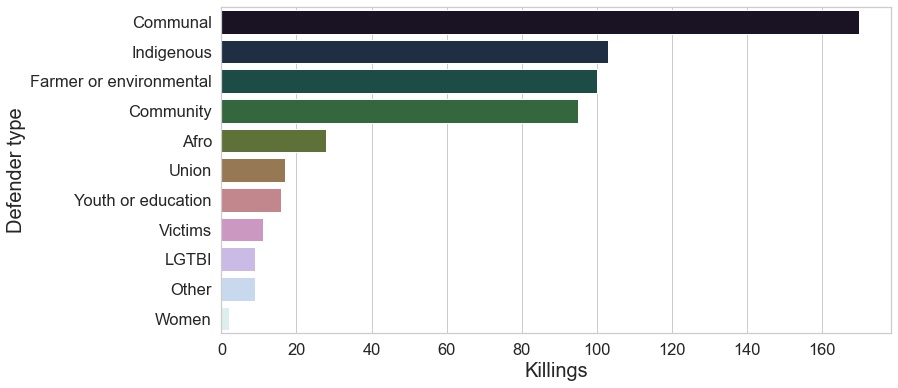 Defender type
Communal
Indigenous
Farmer or environmental
Community
Afro
Union
Youth or education
Victims
LGTBI
Other
Women
0 20 40 60 80 100 120 140 160
Killings